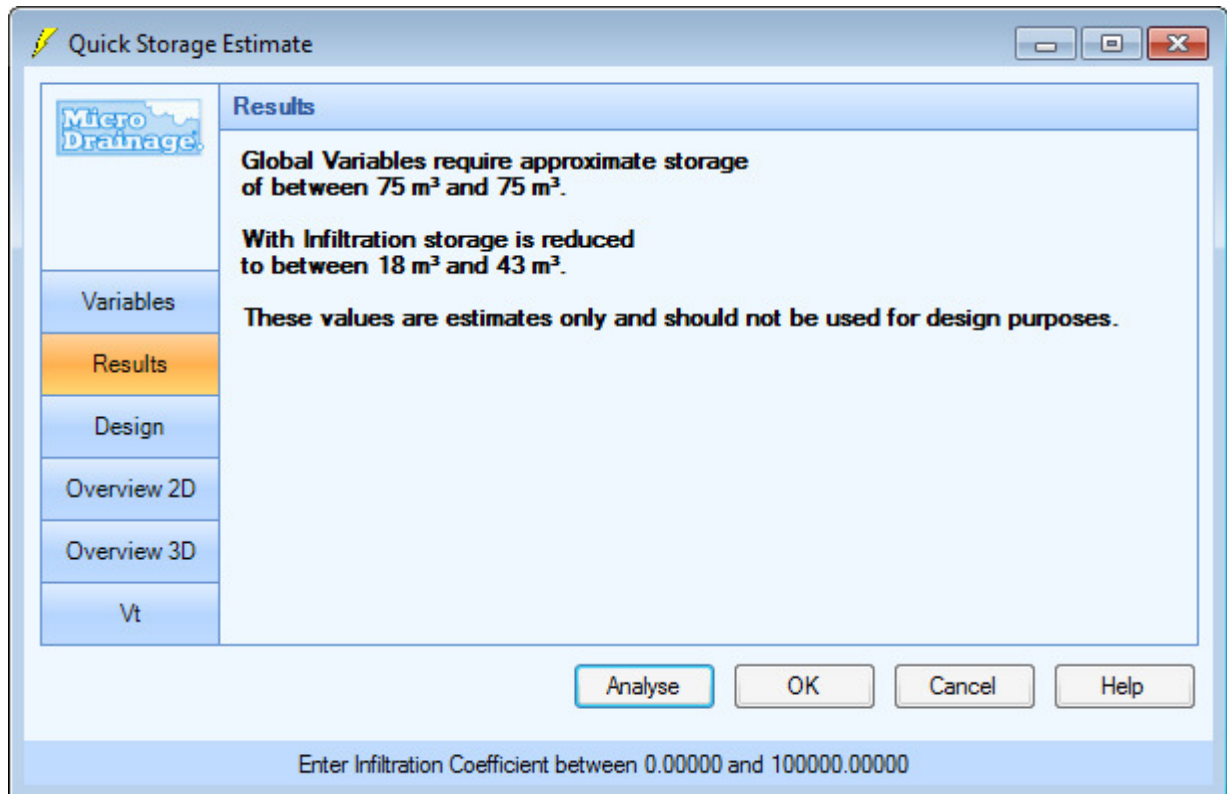 Quick Storage Estimate
Micro
Drainage.
Results
Global Variables require approximate storage
of between 75 m³ and 75 m³.
With Infiltration storage is reduced
to between 18 m³ and 43 m³.
These values are estimates only and should not be used for design purposes.
Variables
Results
Design
Overview 2D
Overview 3D
Vt
Analyse
OK
Cancel
Help
Enter Infiltration Coefficient between 0.00000 and 100000.00000